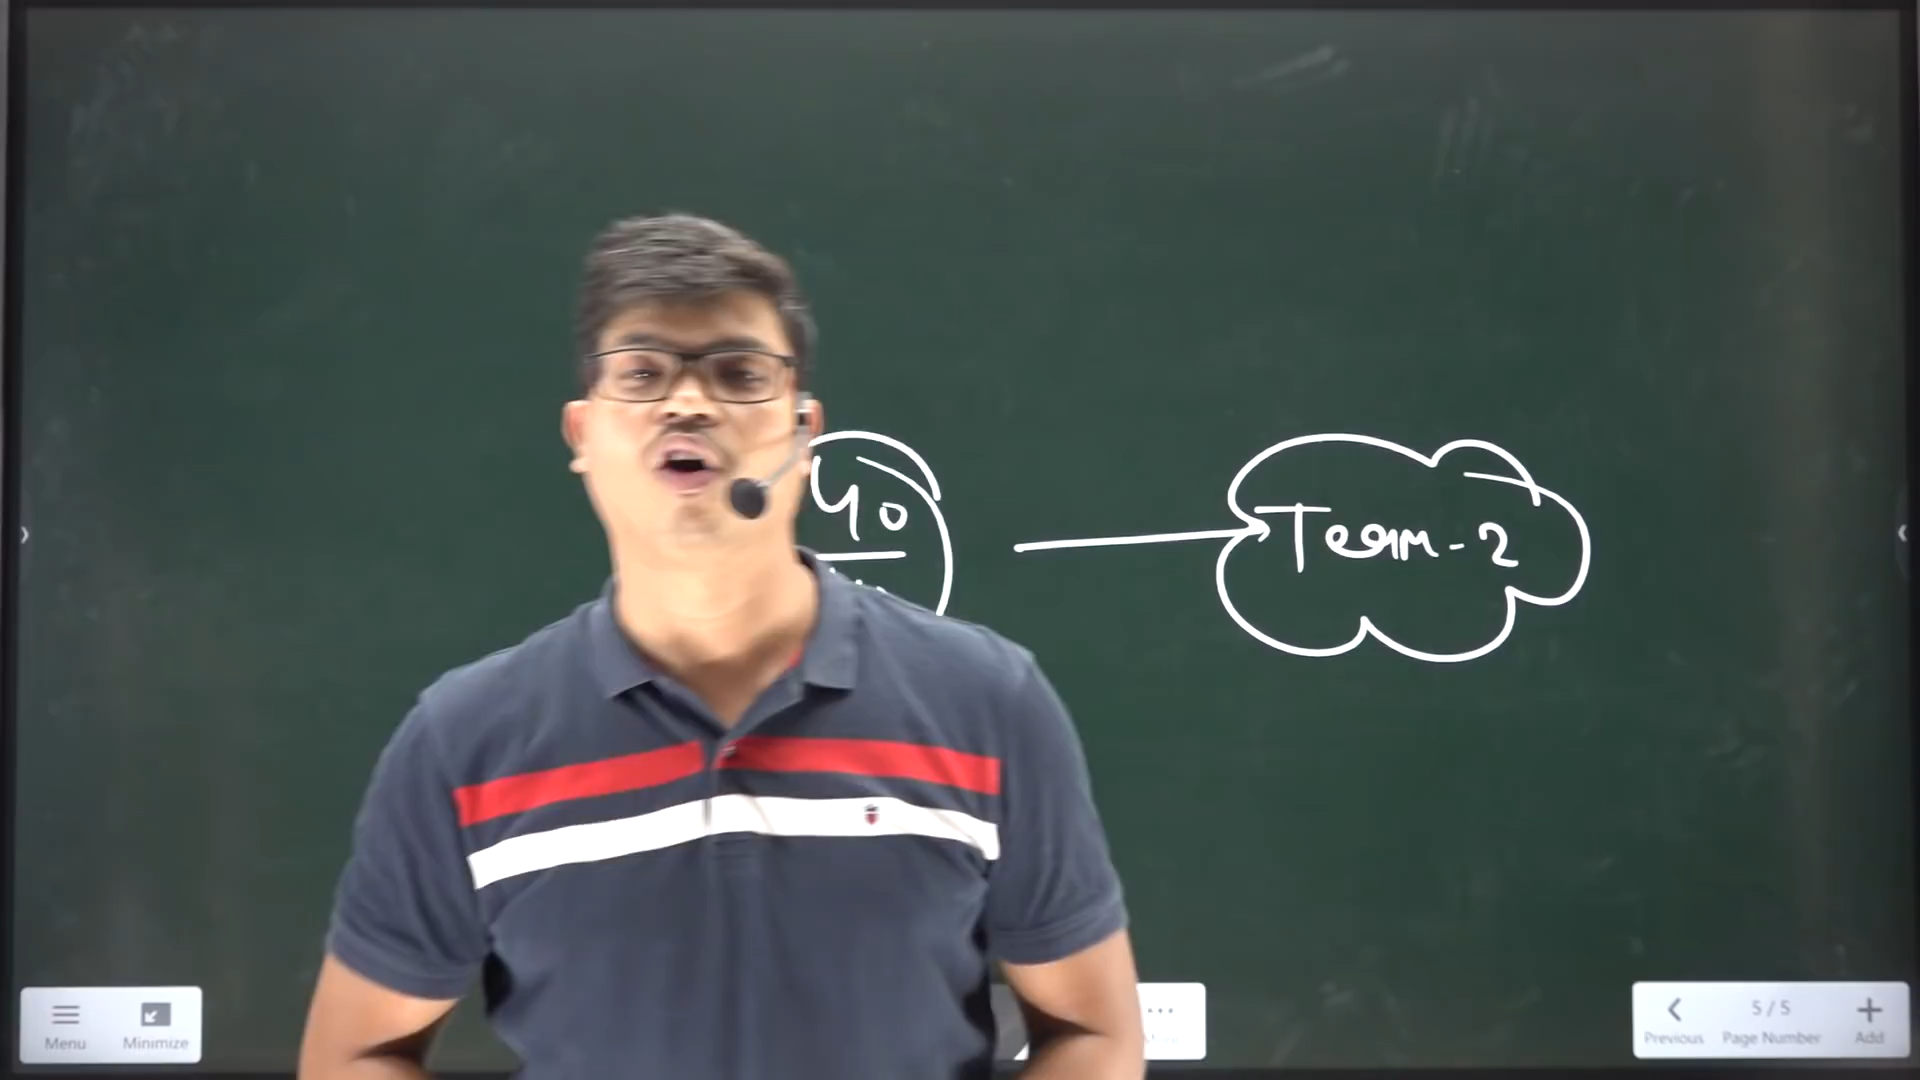 40
Team-2
Menu
Minimize
Previous
5 / 5
Page Number
Add